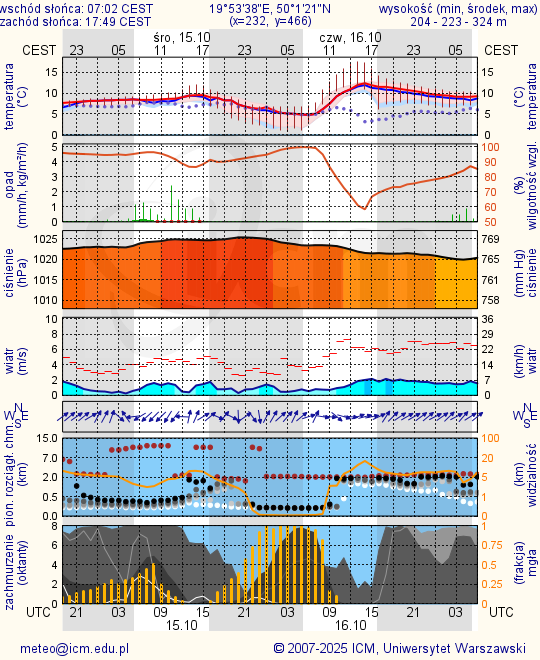 wschód słońca: 07:02 CEST 19°53'38"E, 50°1'21"N wysokość (min, środek, max)
zachód słońca: 17:49 CEST (x=232, y=466) 204 - 223 - 324 m
śro, 15.10 czw, 16.10
CEST 23 05 11 17 23 05 11 17 23 05 CEST
temperatura (°C) 15 10 5 0
15 10 5 0 (°C) temperatura
opad (mm/h, kg/m²/h) 5 4 3 2 1 0
100 90 80 70 60 50 (%) wilgotność wzgl.
ciśnienie (hPa) 1025 1020 1015 1010
769 765 761 758 (mm Hg) ciśnienie
wiatr (m/s) 10 8 6 4 2 0
36 29 22 14 7 0 (km/h) wiatr
N W E S
N W E S
pion. rozciągł. chm. (km) 15.0 7.0 2.0 0.5 0.0
100 20 5 1 0 (km) widzialność
zachmurzenie (oktanty) 8 6 4 2 0
1 0.75 0.5 0.25 0 (frakcja) mgła
UTC 21 03 09 15 21 03 09 15 21 03 UTC
15.10 16.10
meteo@icm.edu.pl © 2007-2025 ICM, Uniwersytet Warszawski